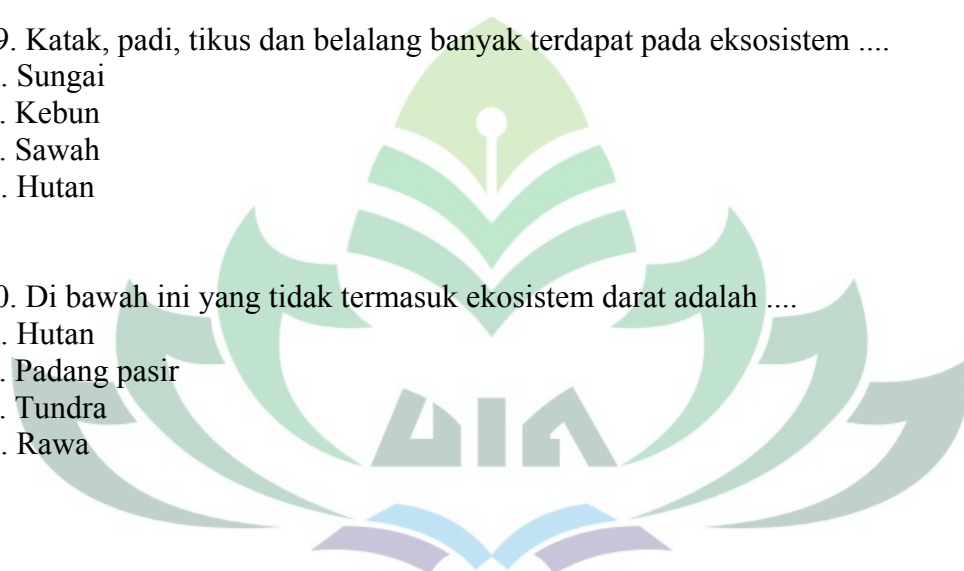 9. Katak, padi, tikus dan belalang banyak terdapat pada eksosistem ....
. Sungai
. Kebun
. Sawah
. Hutan
0. Di bawah ini yang tidak termasuk ekosistem darat adalah ....
. Hutan
. Padang pasir
. Tundra
. Rawa
UIN